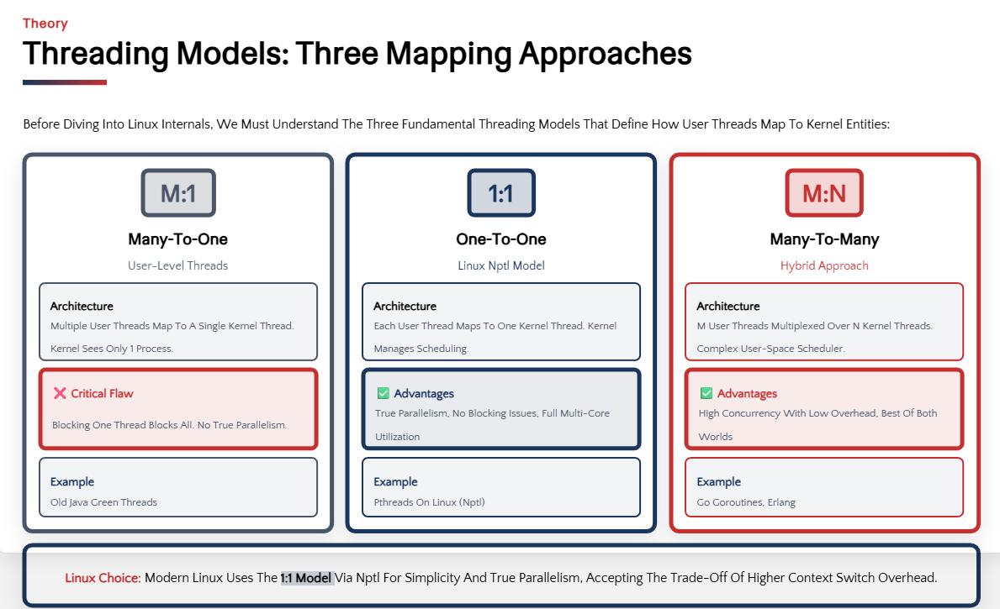 Theory
Threading Models: Three Mapping Approaches
Before Diving Into Linux Internals, We Must Understand The Three Fundamental Threading Models That Define How User Threads Map To Kernel Entities:
M:1
Many-To-One
User-Level Threads
Architecture
Multiple User Threads Map To A Single Kernel Thread.
Kernel Sees Only 1 Process.
❌ Critical Flaw
Blocking One Thread Blocks All. No True Parallelism.
Example
Old Java Green Threads
1:1
One-To-One
Linux Nptl Model
Architecture
Each User Thread Maps To One Kernel Thread. Kernel
Manages Scheduling.
✅ Advantages
True Parallelism, No Blocking Issues, Full Multi-Core
Utilization
Example
Pthreads On Linux (Nptl)
M:N
Many-To-Many
Hybrid Approach
Architecture
M User Threads Multiplexed Over N Kernel Threads.
Complex User-Space Scheduler.
✅ Advantages
High Concurrency With Low Overhead, Best Of Both
Worlds
Example
Go Goroutines, Erlang
Linux Choice: Modern Linux Uses The 1:1 Model Via Nptl For Simplicity And True Parallelism, Accepting The Trade-Off Of Higher Context Switch Overhead.